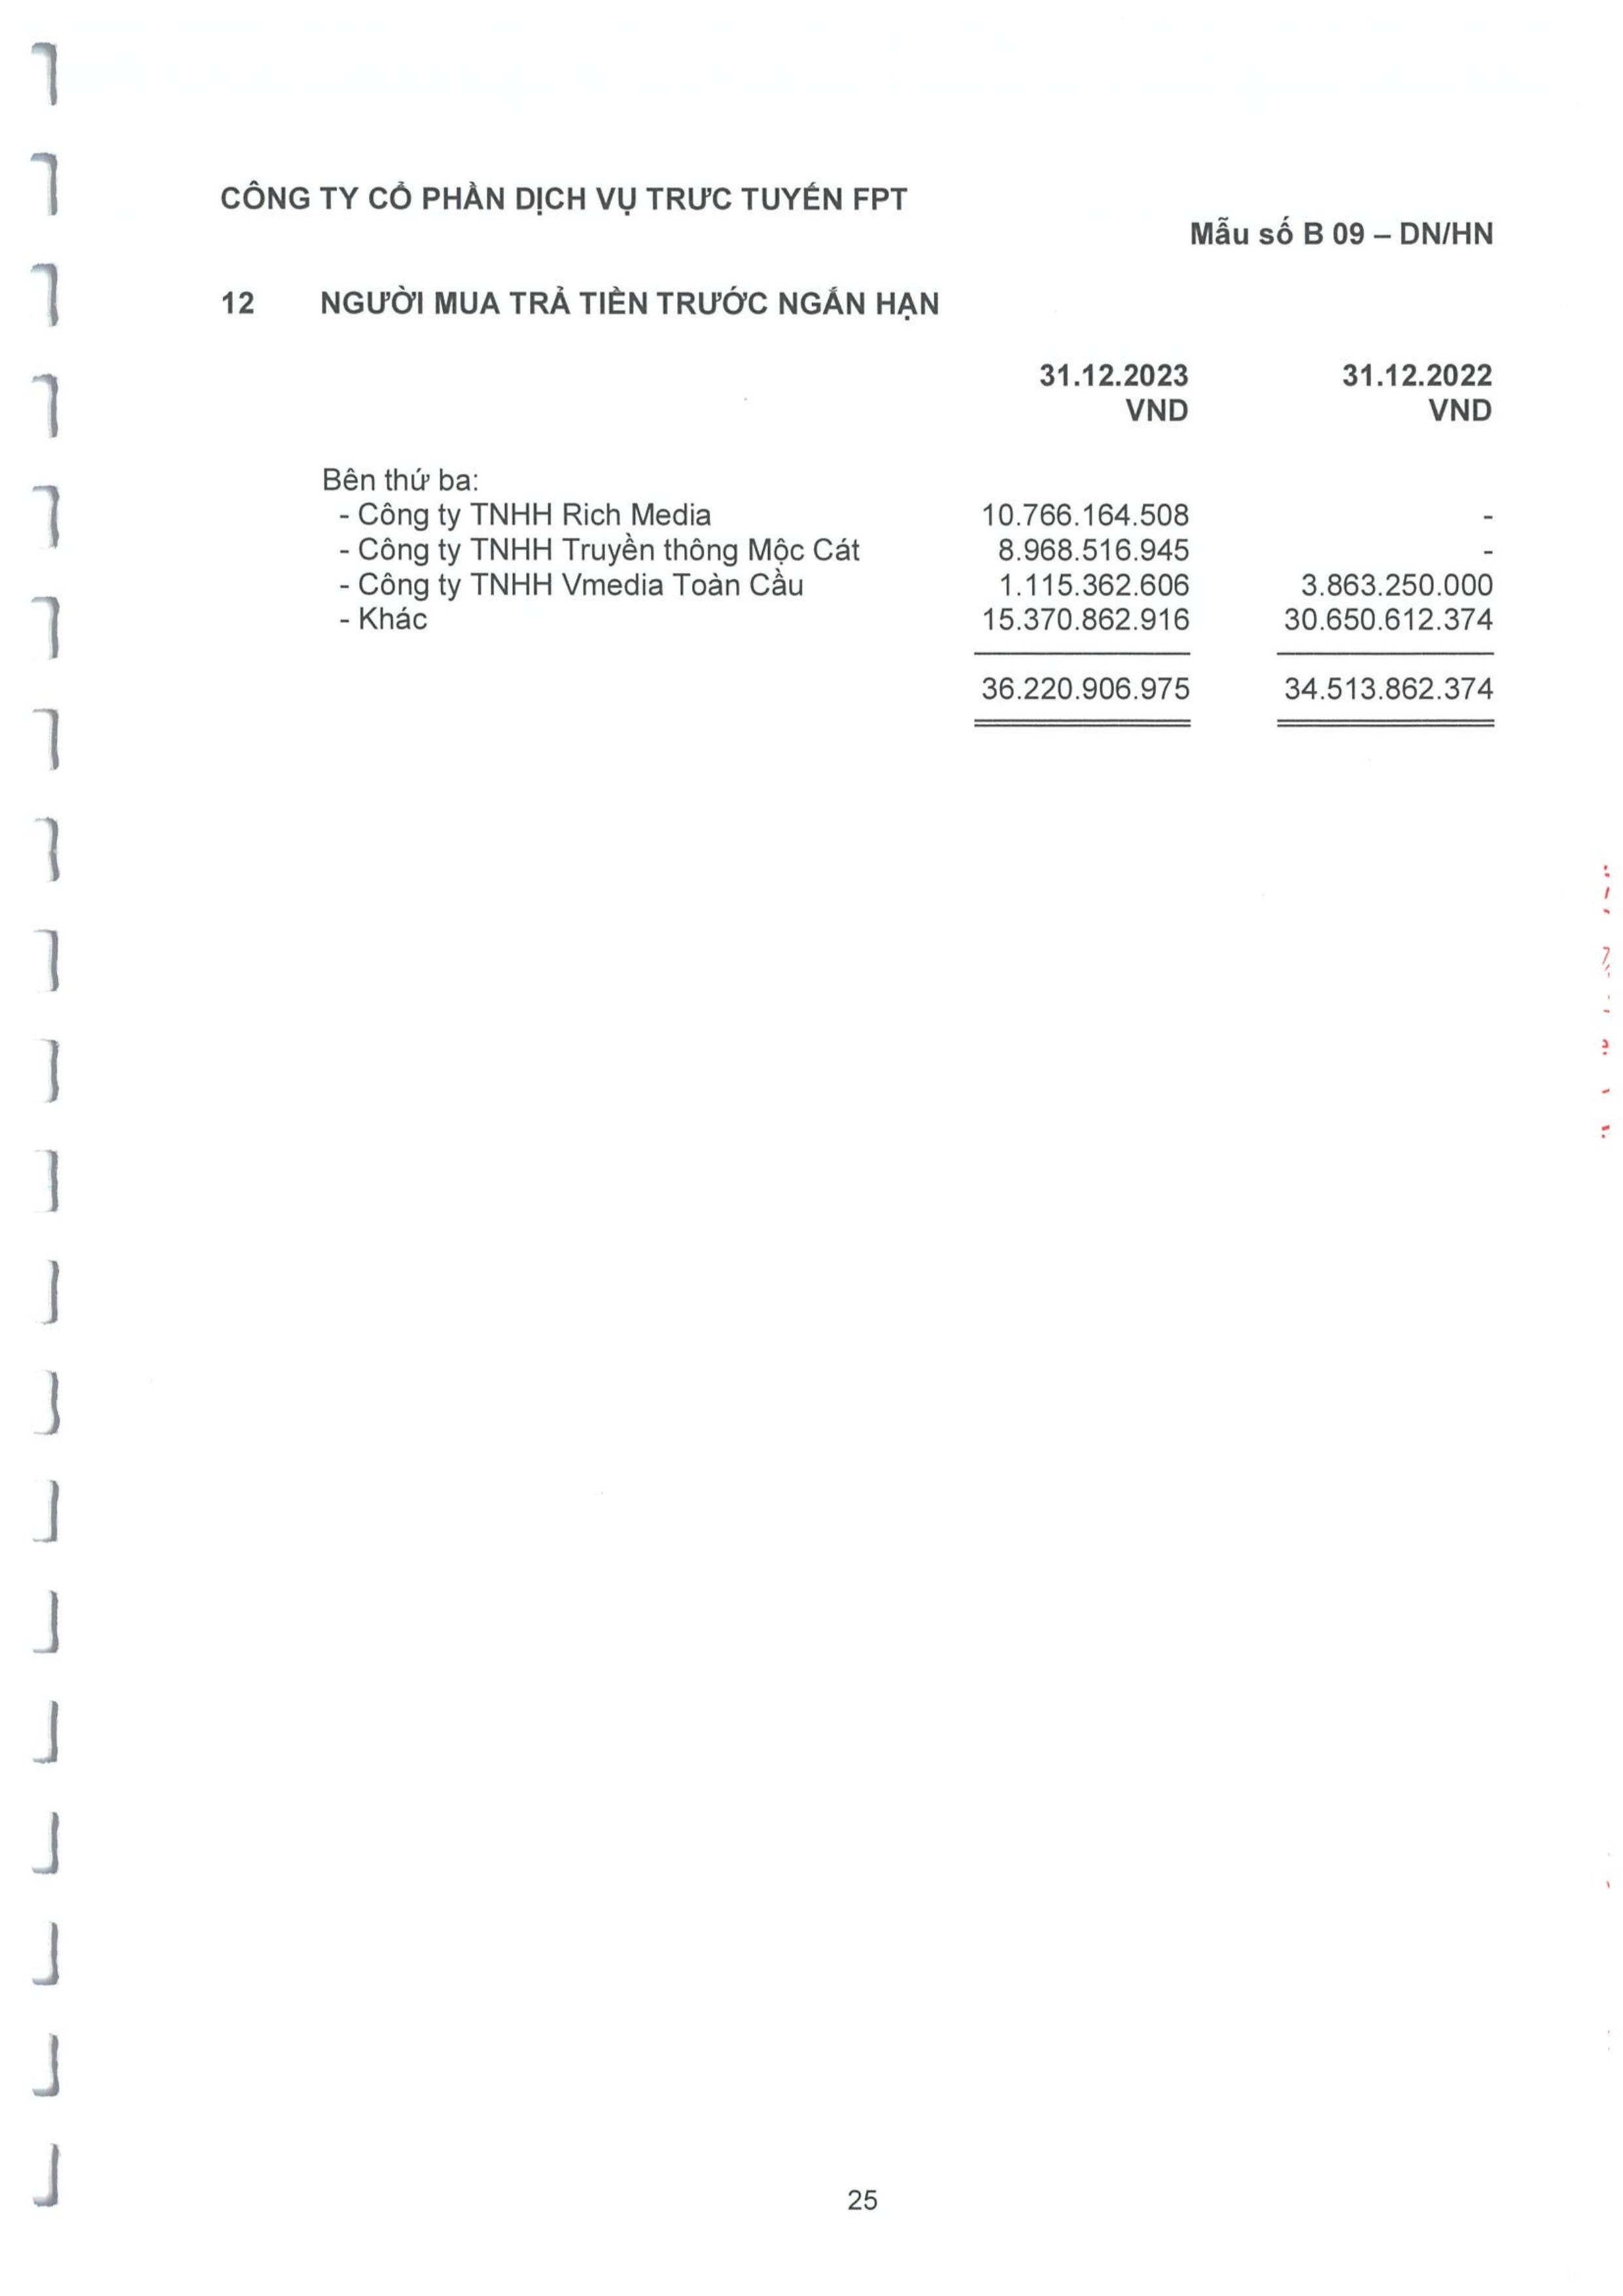 CÔNG TY CỔ PHẦN DỊCH VỤ TRỰC TUYẾN FPT
Mẫu số B 09 – DN/HN
12 NGƯỜI MUA TRẢ TIỀN TRƯỚC NGẮN HẠN
31.12.2023 31.12.2022
VND VND
Bên thứ ba:
- Công ty TNHH Rich Media 10.766.164.508 -
- Công ty TNHH Truyền thông Mộc Cát 8.968.516.945 -
- Công ty TNHH Vmedia Toàn Cầu 1.115.362.606 3.863.250.000
- Khác 15.370.862.916 30.650.612.374
36.220.906.975 34.513.862.374
25